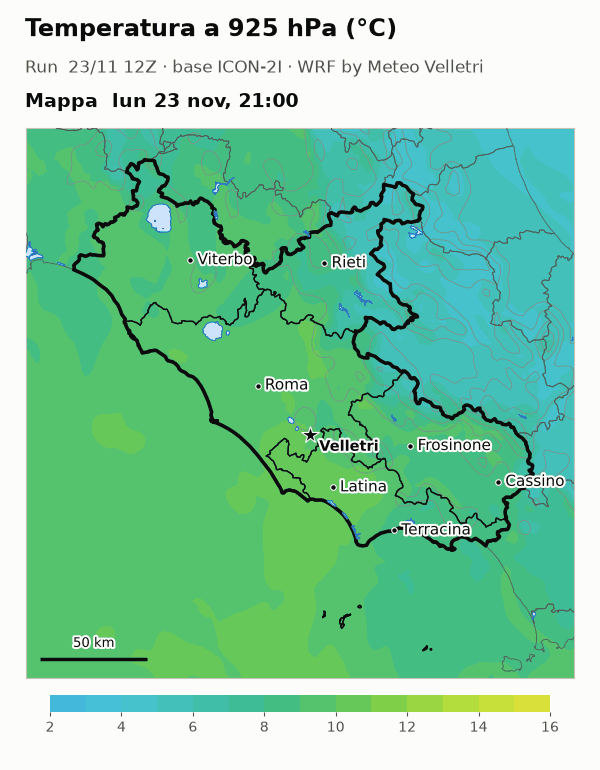 Temperatura a 925 hPa (°C)
Run  23/11 12Z · base ICON-2I · WRF by Meteo Velletri
Mappa  lun 23 nov, 21:00
Viterbo
Rieti
Roma
Velletri
Frosinone
Latina
Cassino
Terracina
50 km
2 4 6 8 10 12 14 16